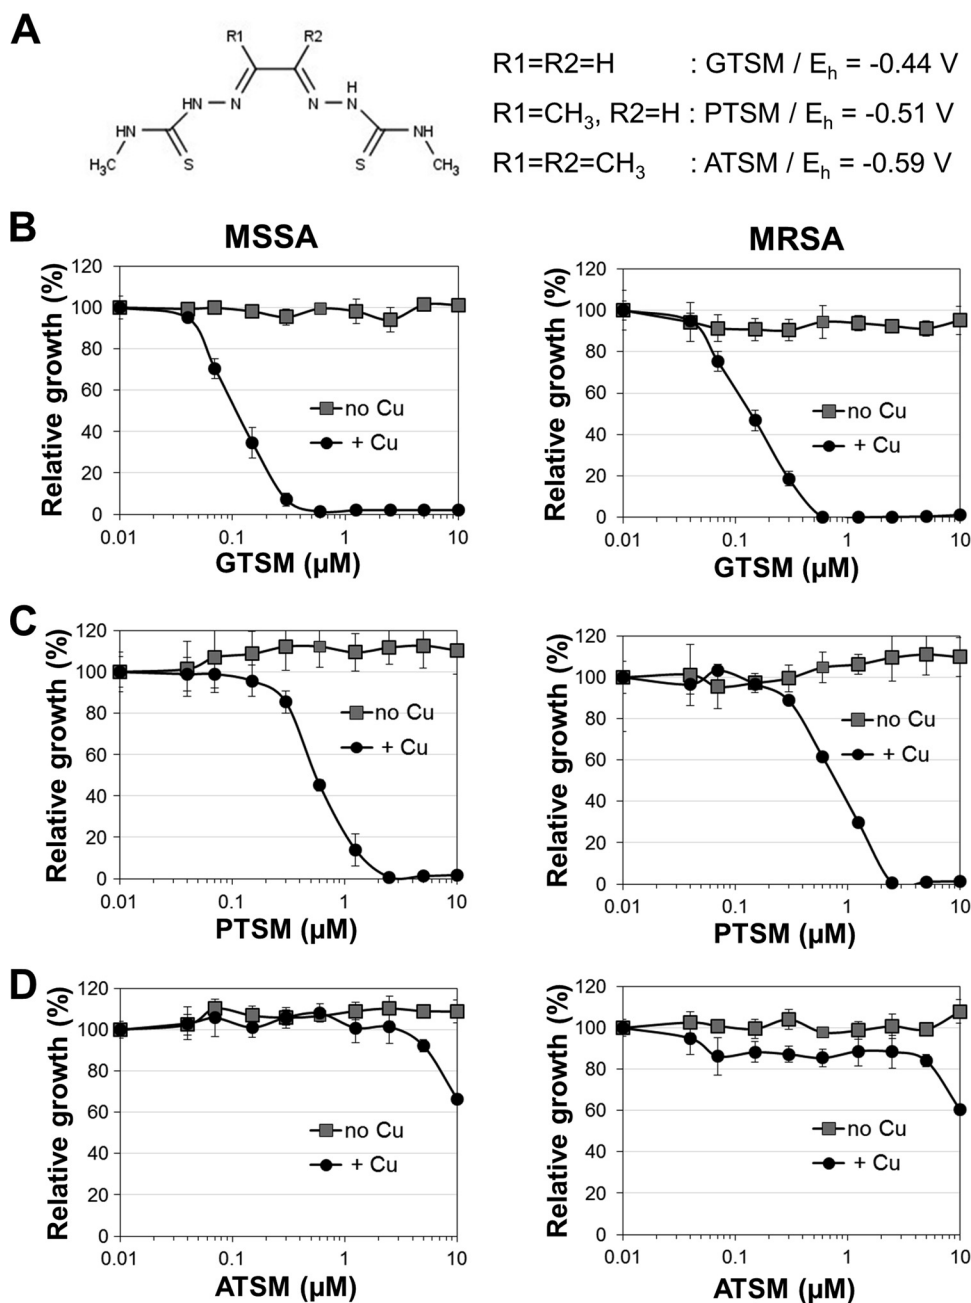 A
R1 R2
HN N N H N
HN S S HN
H₃C CH₃
R1=R2=H : GTSM / Eₕ = -0.44 V
R1=CH₃, R2=H : PTSM / Eₕ = -0.51 V
R1=R2=CH₃ : ATSM / Eₕ = -0.59 V
B
MSSA
MRSA
Relative growth (%)
120
100
80
60
40
20
0
no Cu
+ Cu
0.01 0.1 1 10
GTSM (µM)
Relative growth (%)
120
100
80
60
40
20
0
no Cu
+ Cu
0.01 0.1 1 10
GTSM (µM)
C
Relative growth (%)
120
100
80
60
40
20
0
no Cu
+ Cu
0.01 0.1 1 10
PTSM (µM)
Relative growth (%)
120
100
80
60
40
20
0
no Cu
+ Cu
0.01 0.1 1 10
PTSM (µM)
D
Relative growth (%)
120
100
80
60
40
20
0
no Cu
+ Cu
0.01 0.1 1 10
ATSM (µM)
Relative growth (%)
120
100
80
60
40
20
0
no Cu
+ Cu
0.01 0.1 1 10
ATSM (µM)